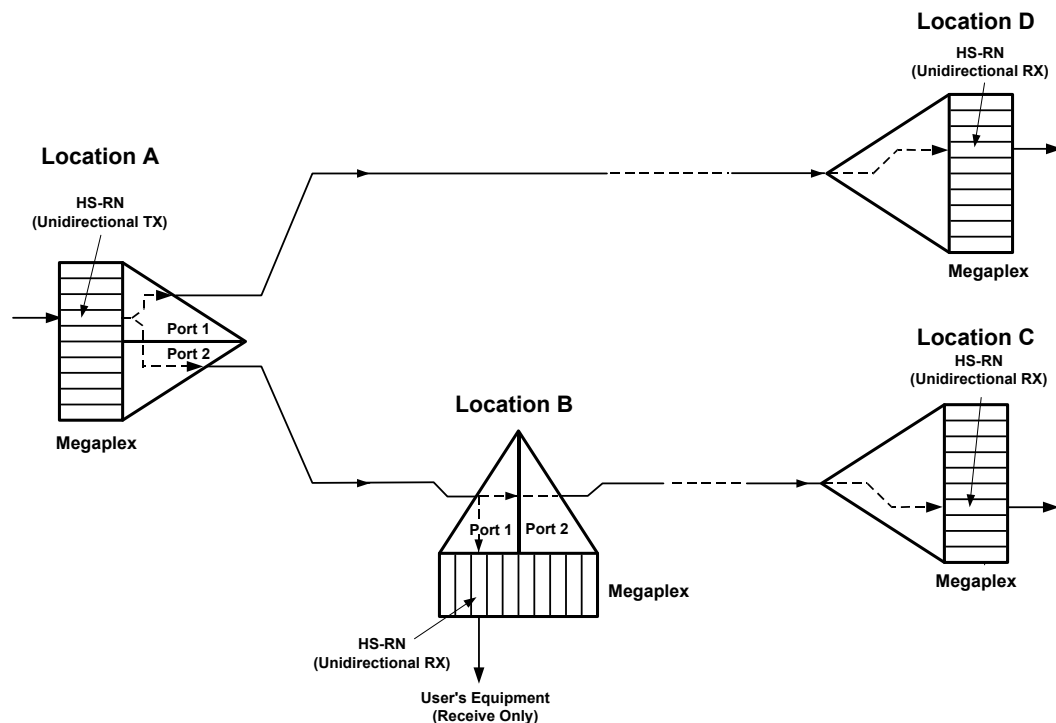 Location D
HS-RN
(Unidirectional RX)
Megaplex
Location A
HS-RN
(Unidirectional TX)
Port 1
Port 2
Megaplex
Location B
Port 1
Port 2
Megaplex
HS-RN
(Unidirectional RX)
User's Equipment
(Receive Only)
Location C
HS-RN
(Unidirectional RX)
Megaplex